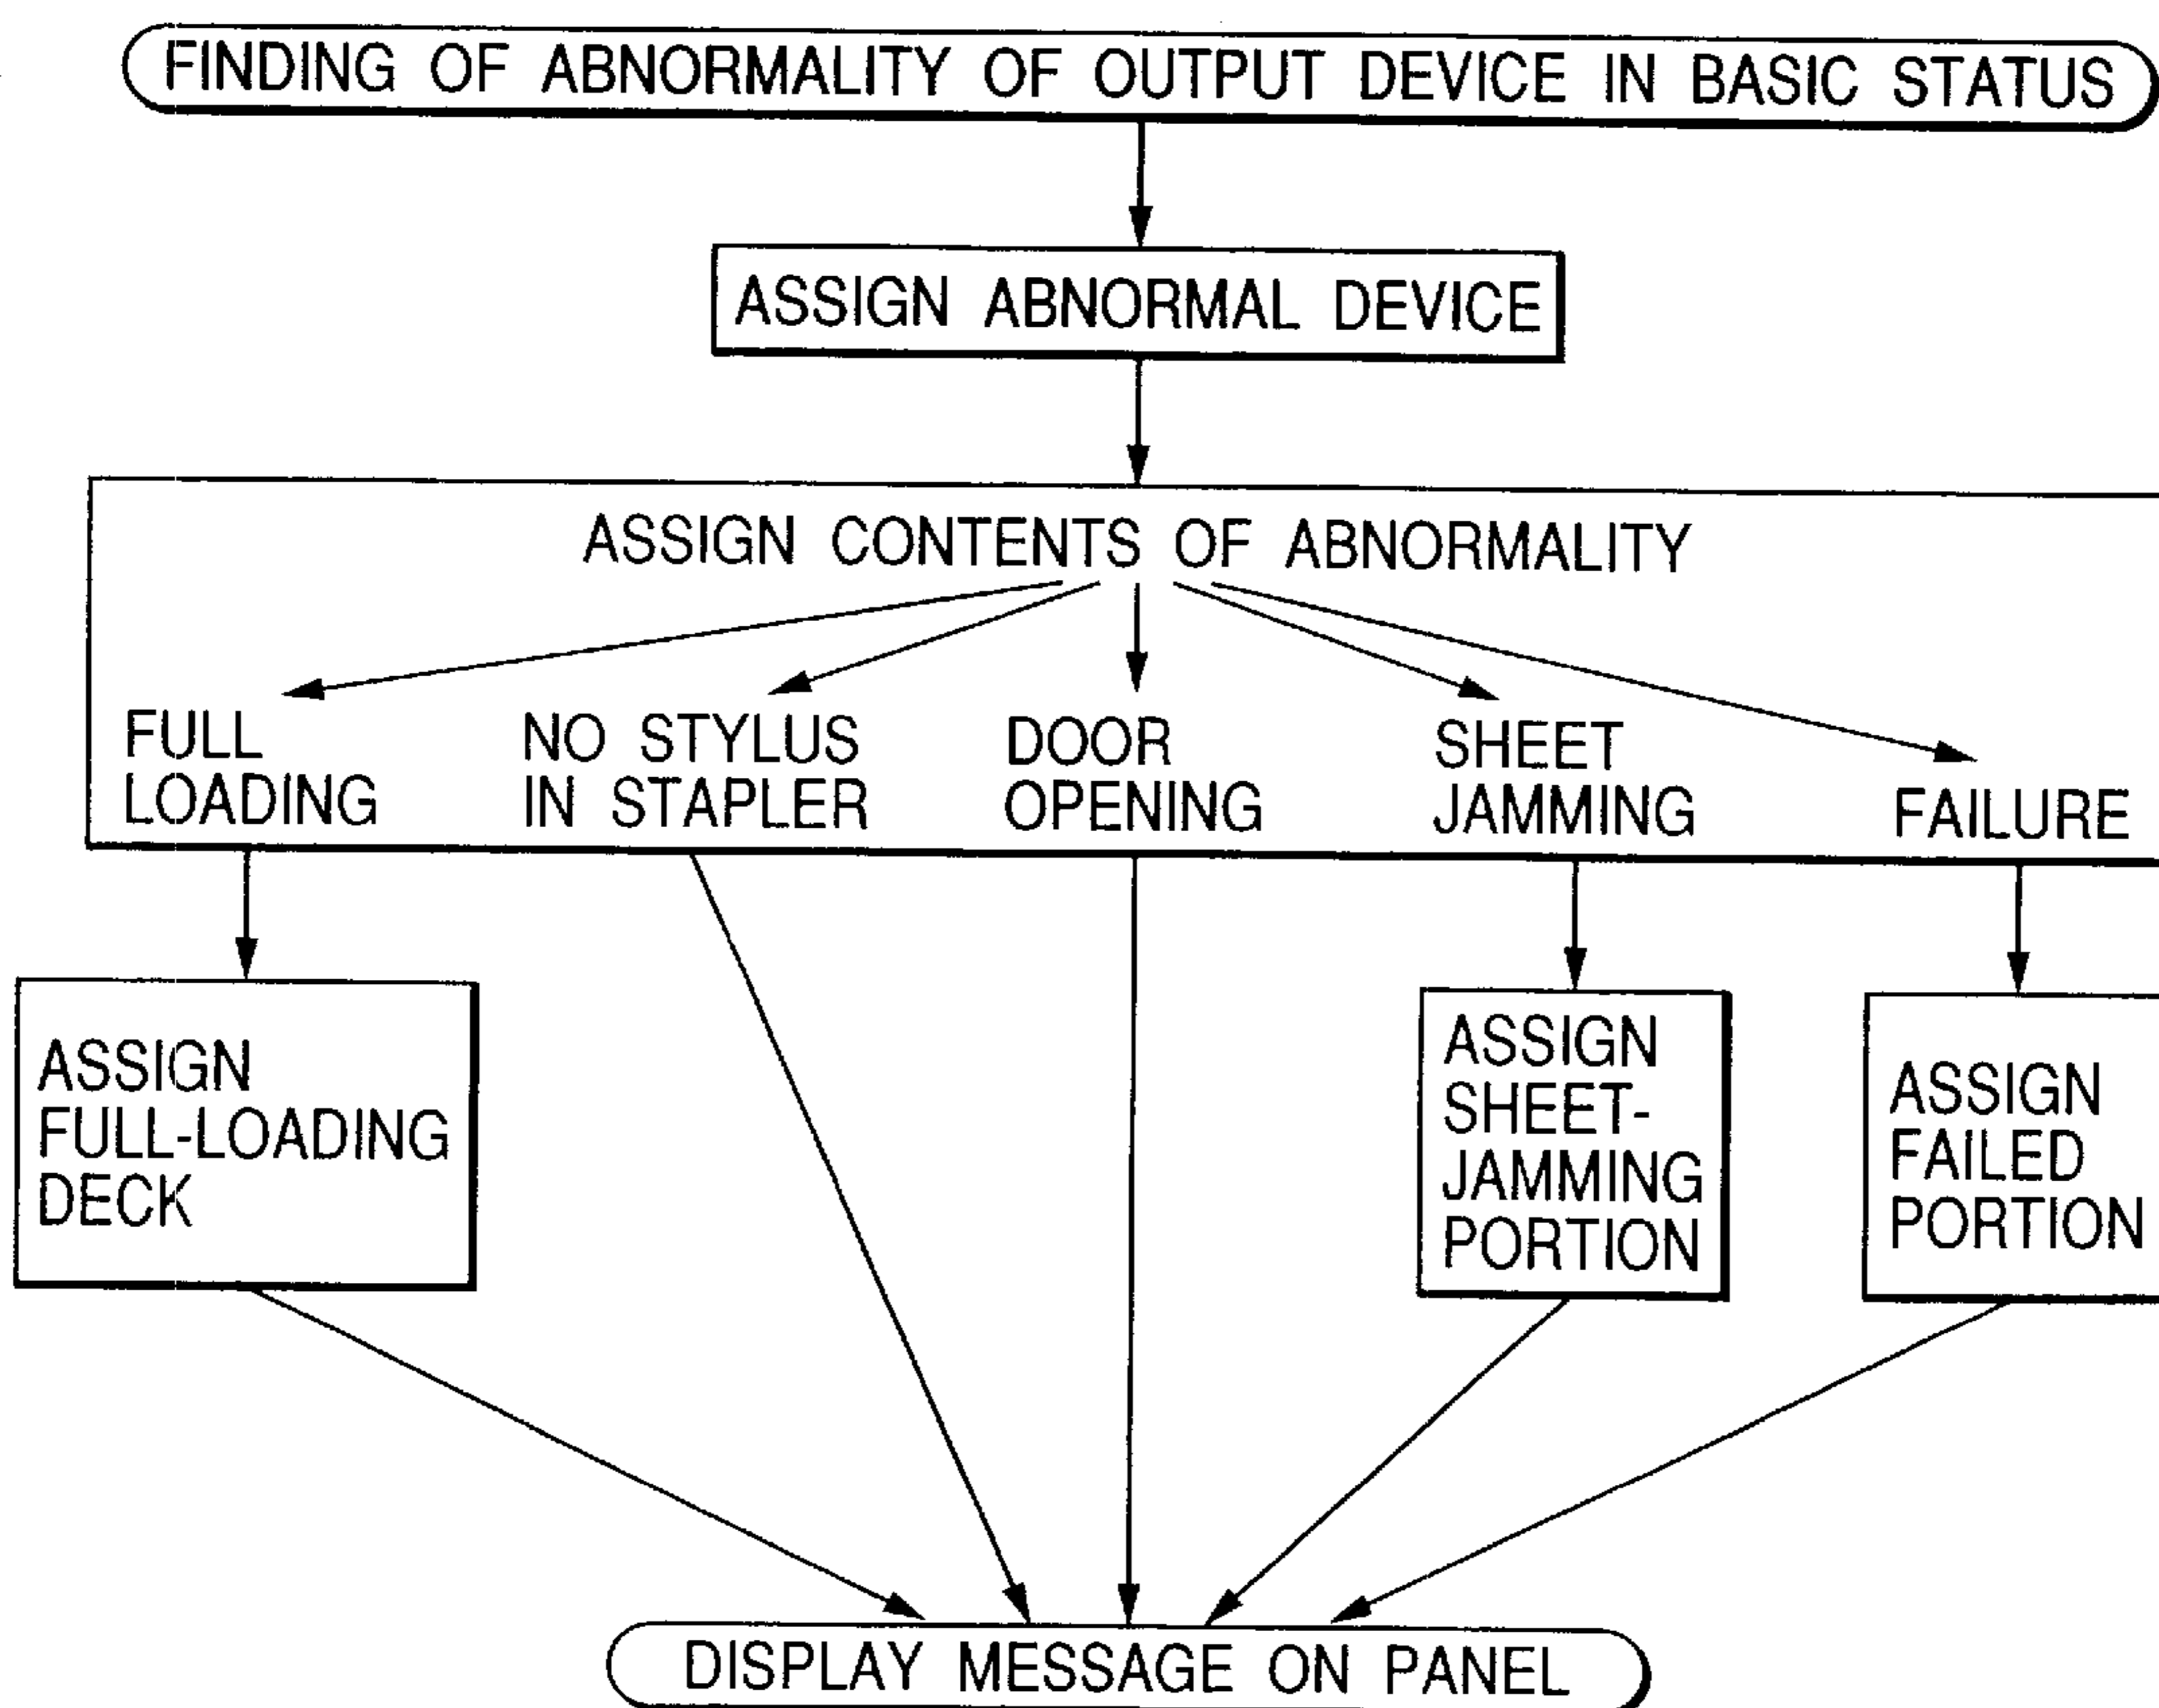 FINDING OF ABNORMALITY OF OUTPUT DEVICE IN BASIC STATUS
ASSIGN ABNORMAL DEVICE
ASSIGN CONTENTS OF ABNORMALITY
FULL
LOADING
NO STYLUS
IN STAPLER
DOOR
OPENING
SHEET
JAMMING
FAILURE
ASSIGN
FULL-LOADING
DECK
ASSIGN
SHEET-
JAMMING
PORTION
ASSIGN
FAILED
PORTION
DISPLAY MESSAGE ON PANEL